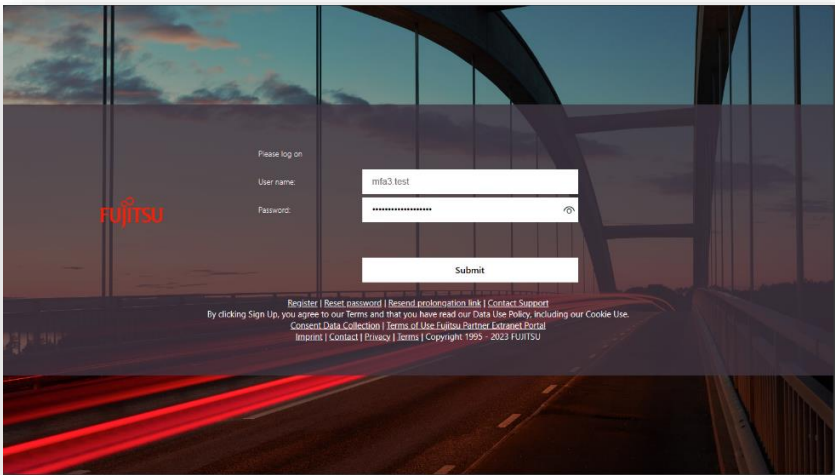 Please log on
User name: mfa3.test
FUJITSU
Password: ••••••••••••••••••
Submit
Register | Reset password | Resend prolongation link | Contact Support
By clicking Sign Up, you agree to our Terms and that you have read our Data Use Policy, including our Cookie Use.
Consent Data Collection | Terms of Use Fujitsu Partner Extranet Portal
Imprint | Contact | Privacy | Terms | Copyright 1995 - 2023 FUJITSU